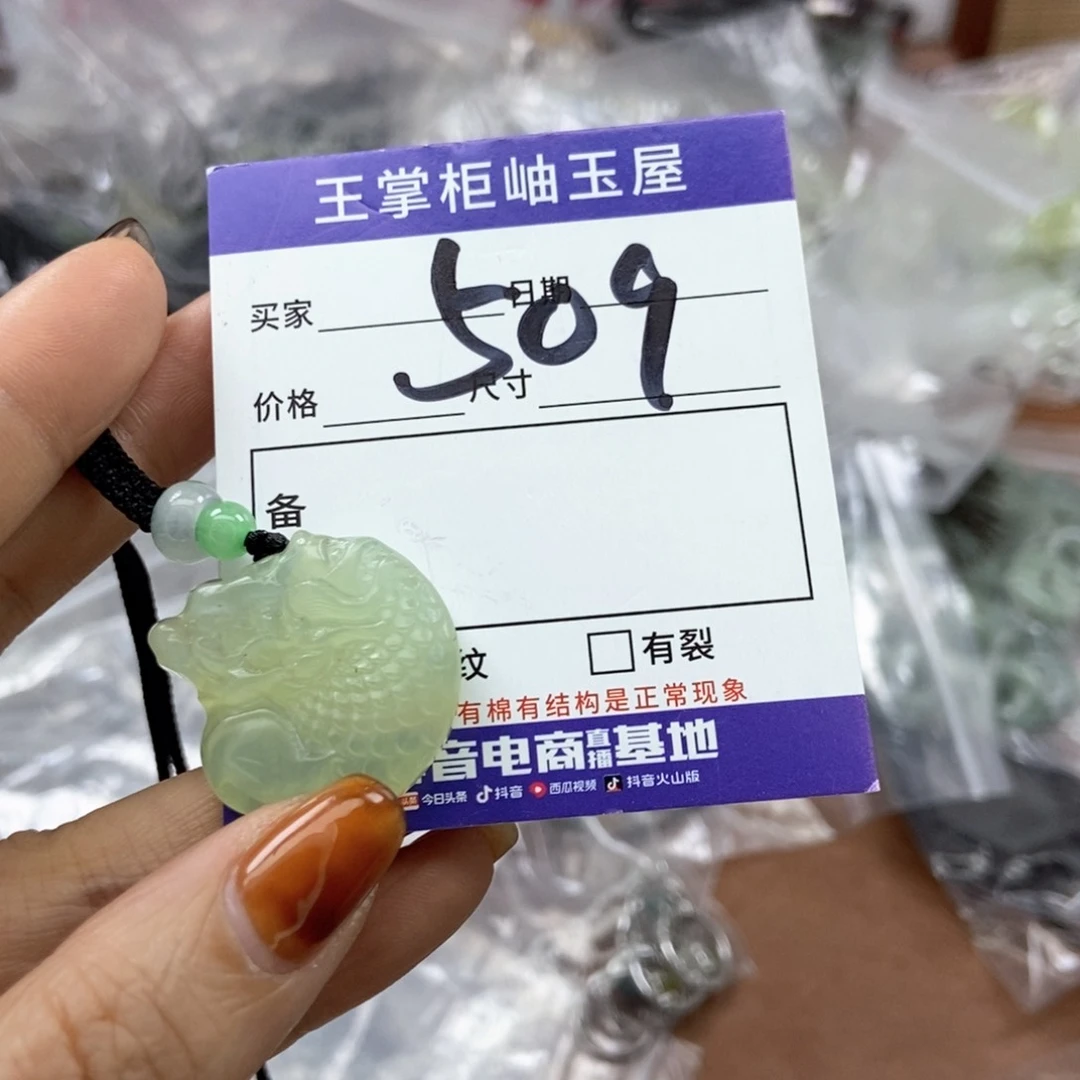 王掌柜岫玉屋
509
买家 日期
价格 尺寸
备
纹 有裂
有棉有结构是正常现象
音电商直播基地
头条 今日头条 抖音 西瓜视频 抖音火山版